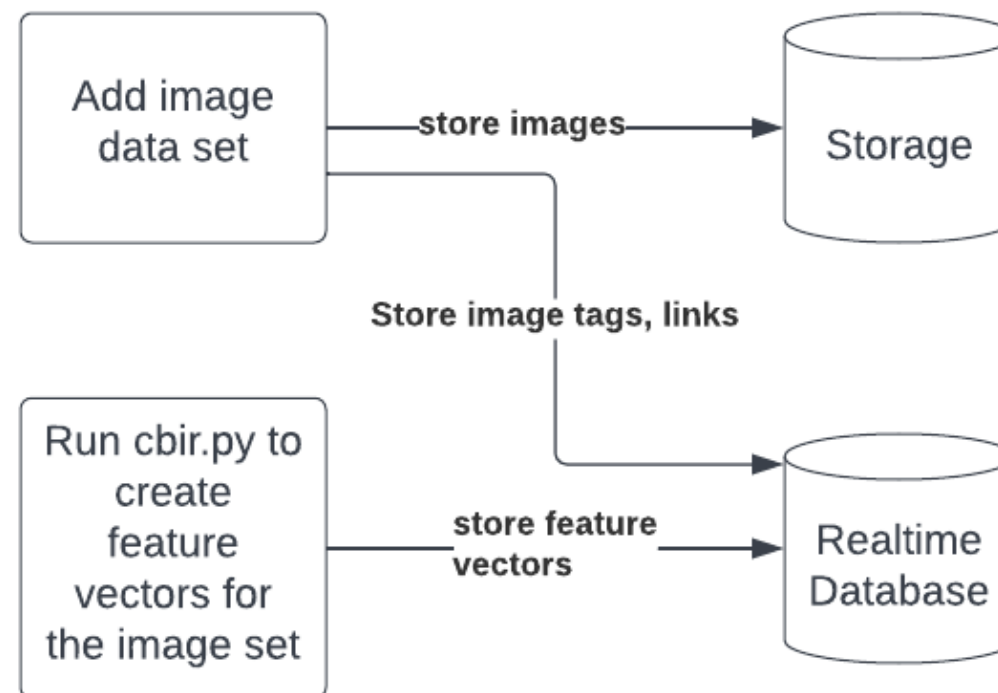 Add image
data set
store images
Storage
Store image tags, links
Run cbir.py to
create
feature
vectors for
the image set
store feature
vectors
Realtime
Database